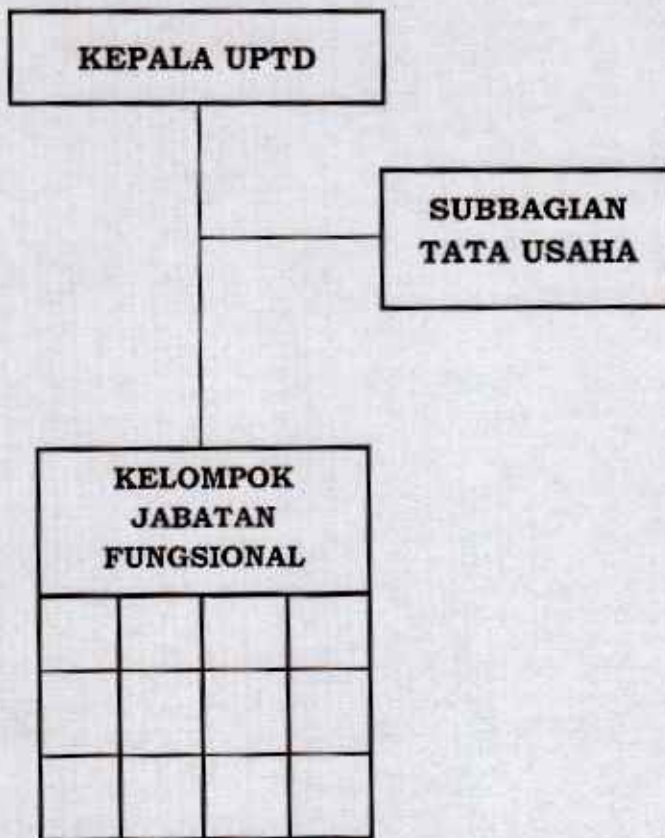 KEPALA UPTD
SUBBAGIAN
TATA USAHA
KELOMPOK
JABATAN
FUNGSIONAL